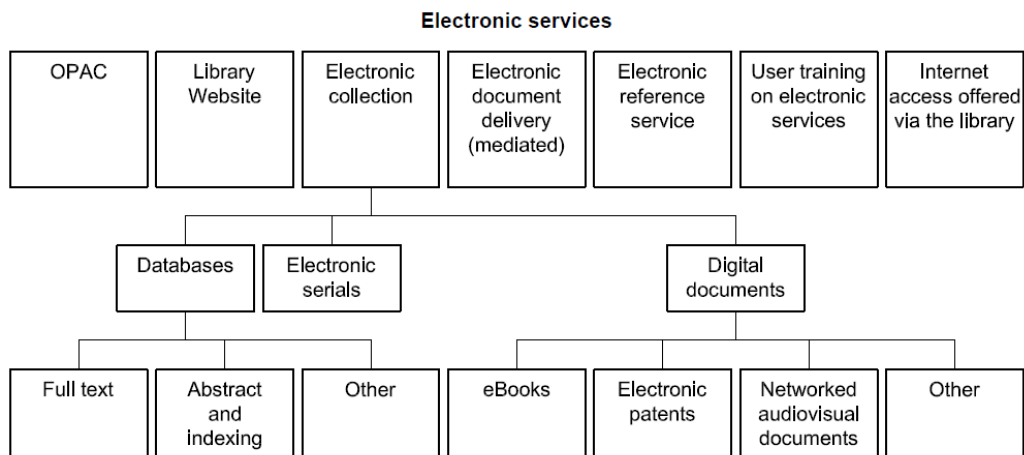 Electronic services
OPAC
Library
Website
Electronic
collection
Electronic
document
delivery
(mediated)
Electronic
reference
service
User training
on electronic
services
Internet
access offered
via the library
Databases
Electronic
serials
Digital
documents
Full text
Abstract
and
indexing
Other
eBooks
Electronic
patents
Networked
audiovisual
documents
Other